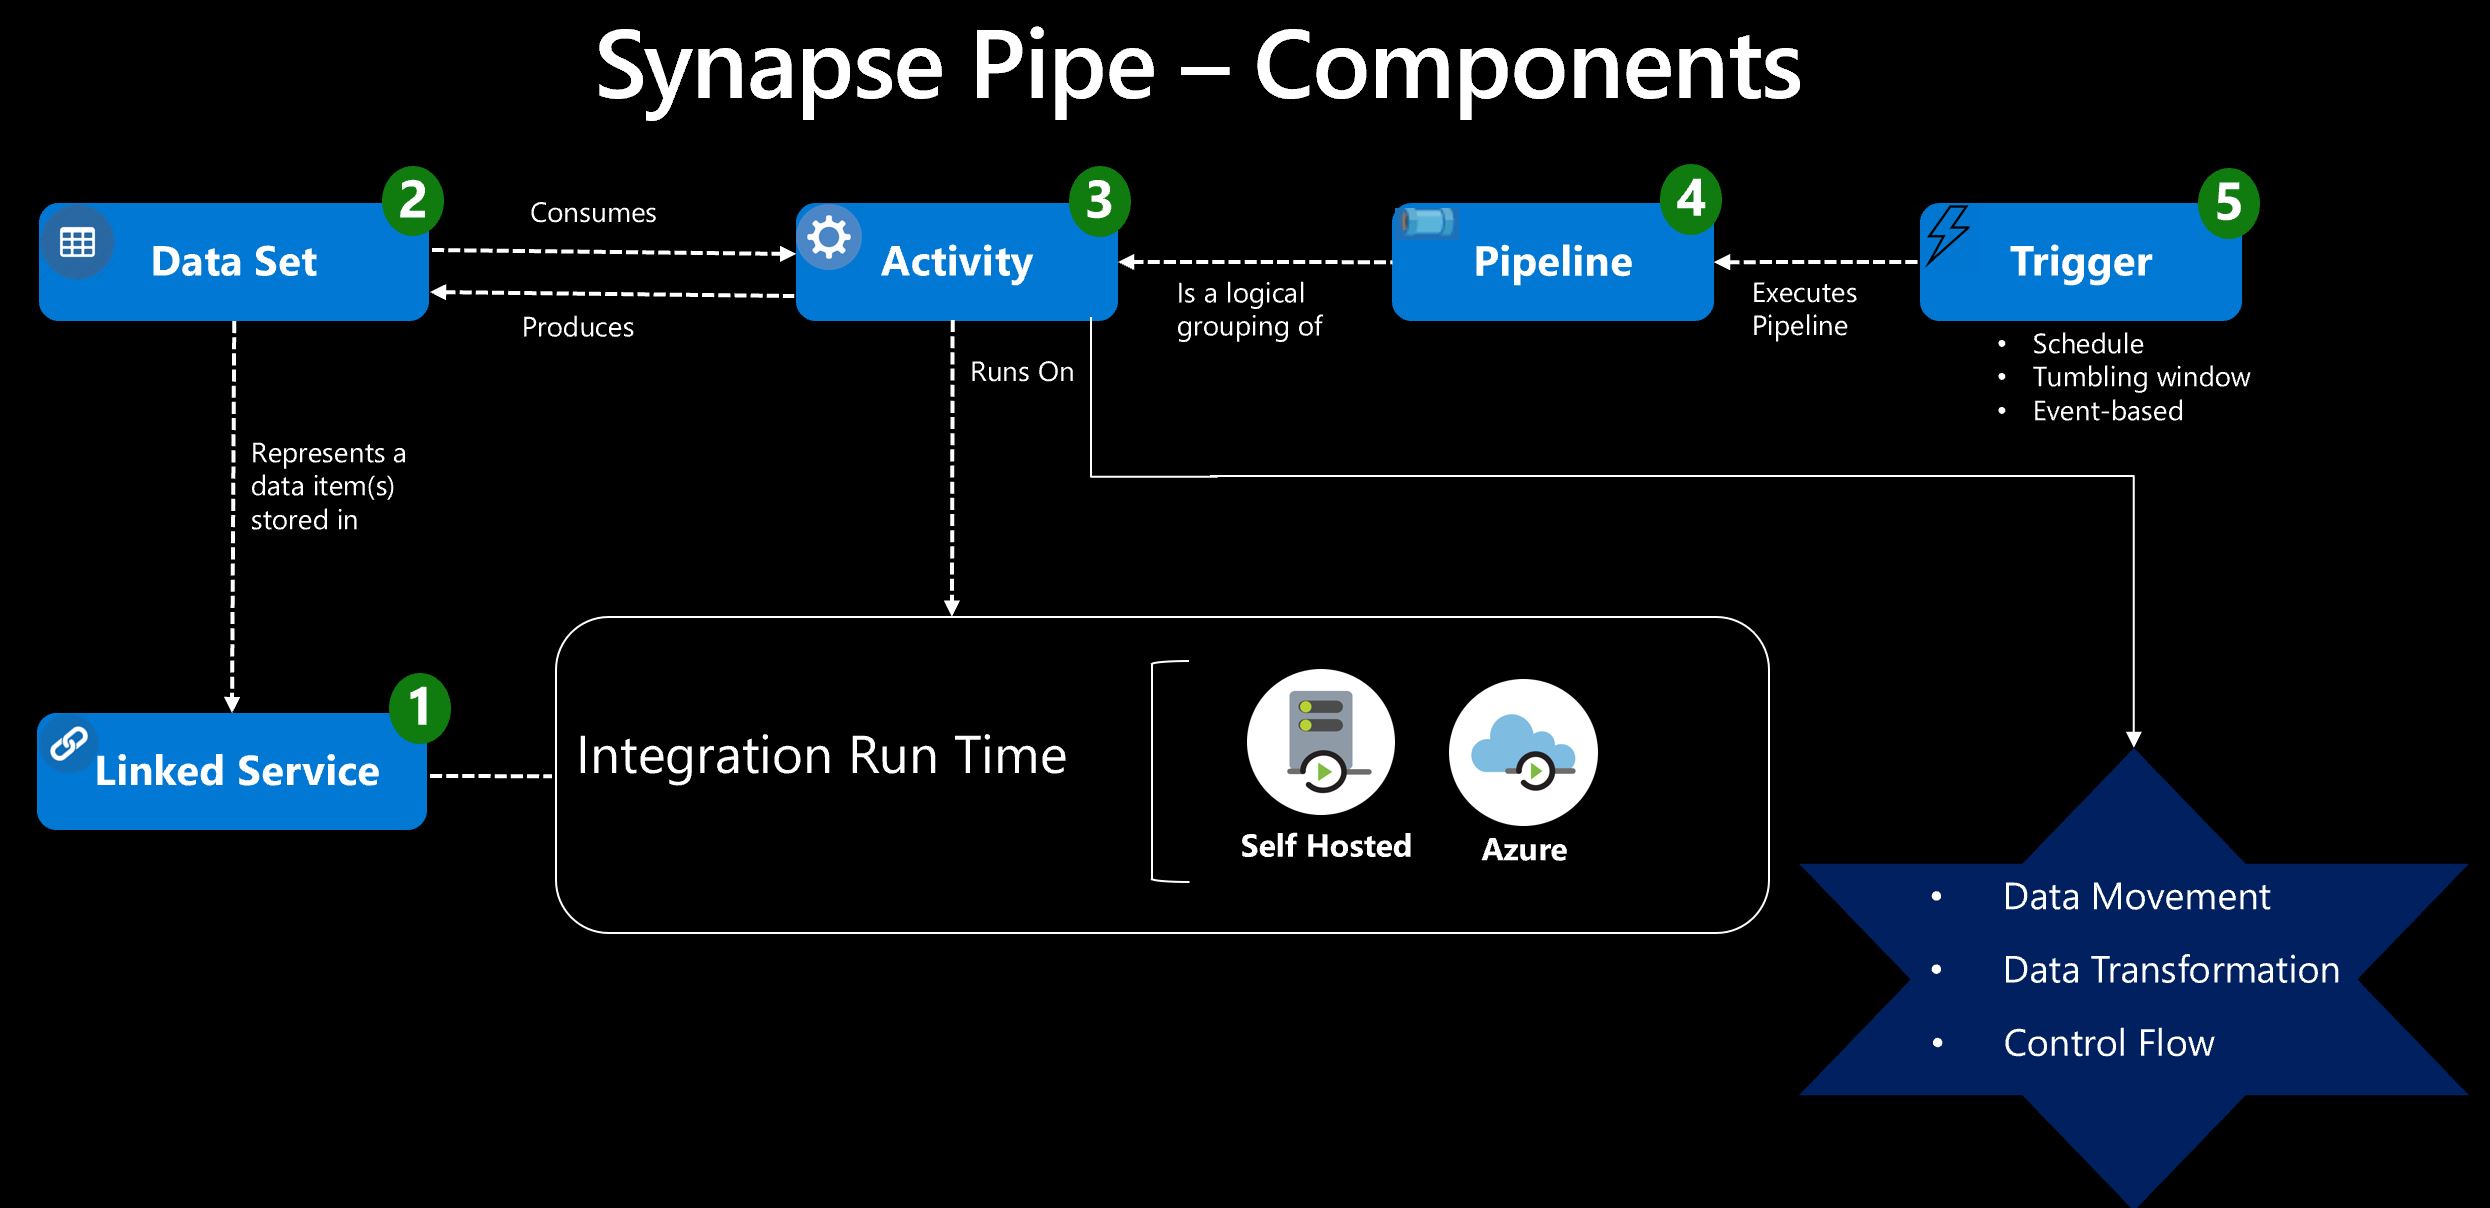 Synapse Pipe – Components
2
Data Set
Consumes
Produces
3
Activity
Is a logical
grouping of
4
Pipeline
Executes
Pipeline
5
Trigger
• Schedule
• Tumbling window
• Event-based
Runs On
Represents a
data item(s)
stored in
1
Linked Service
Integration Run Time
Self Hosted
Azure
• Data Movement
• Data Transformation
• Control Flow